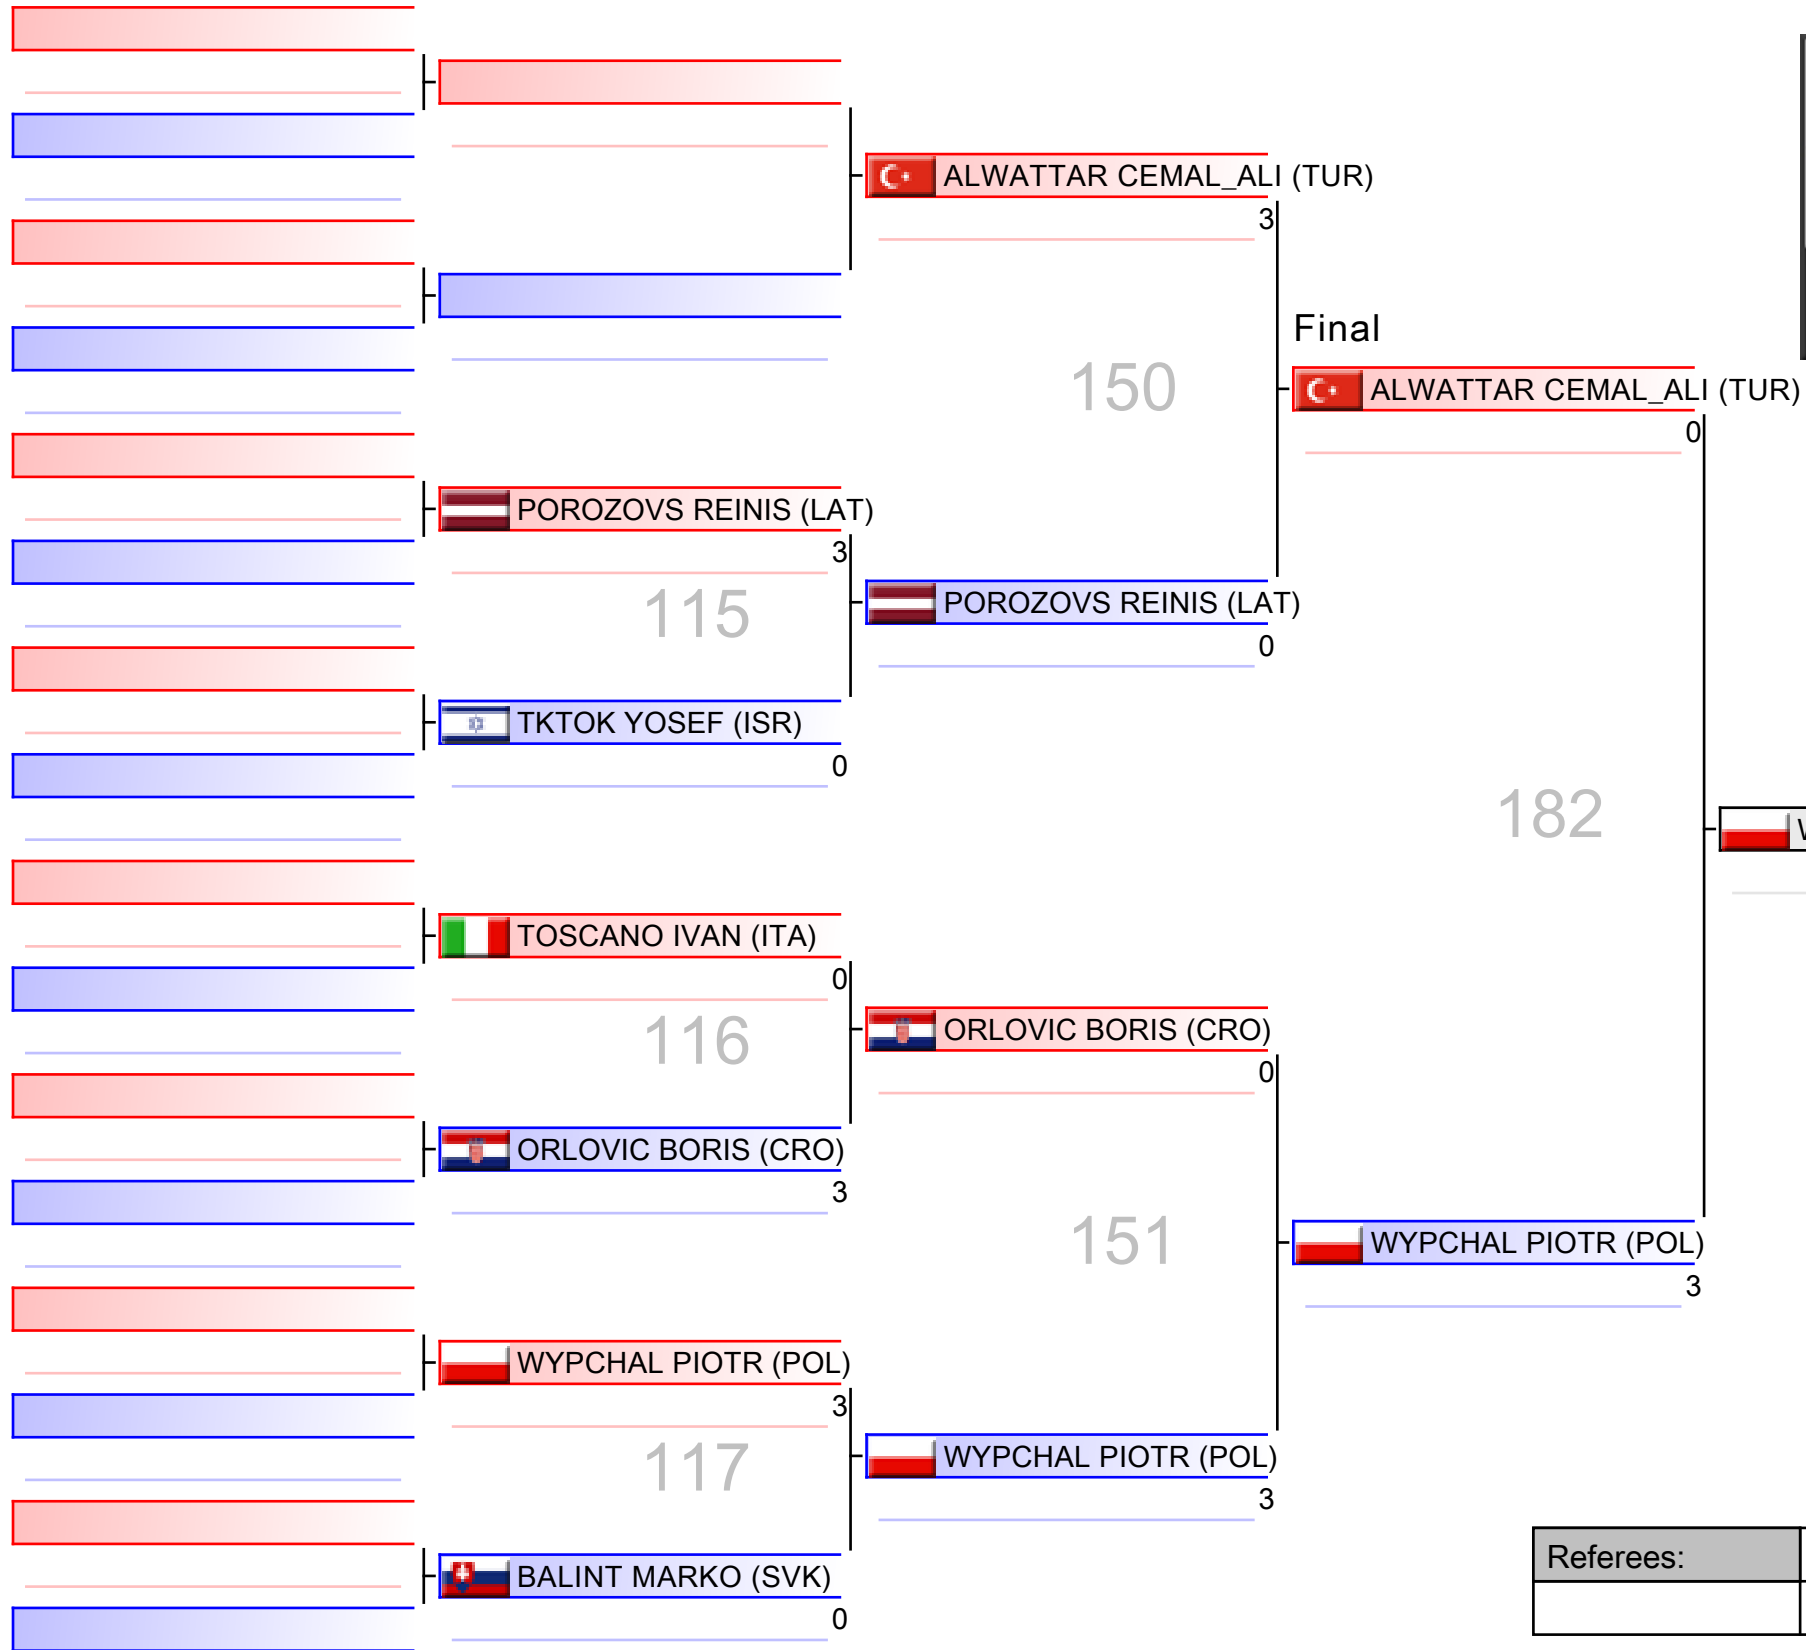 ALWATTAR CEMAL_ALI (TUR)
3
Final
150
ALWATTAR CEMAL_ALI (TUR)
0
POROZOVS REINIS (LAT)
3
115
POROZOVS REINIS (LAT)
0
TKTOK YOSEF (ISR)
0
182
TOSCANO IVAN (ITA)
0
116
ORLOVIC BORIS (CRO)
0
ORLOVIC BORIS (CRO)
3
151
WYPCHAL PIOTR (POL)
3
WYPCHAL PIOTR (POL)
3
117
WYPCHAL PIOTR (POL)
3
Referees:
BALINT MARKO (SVK)
0